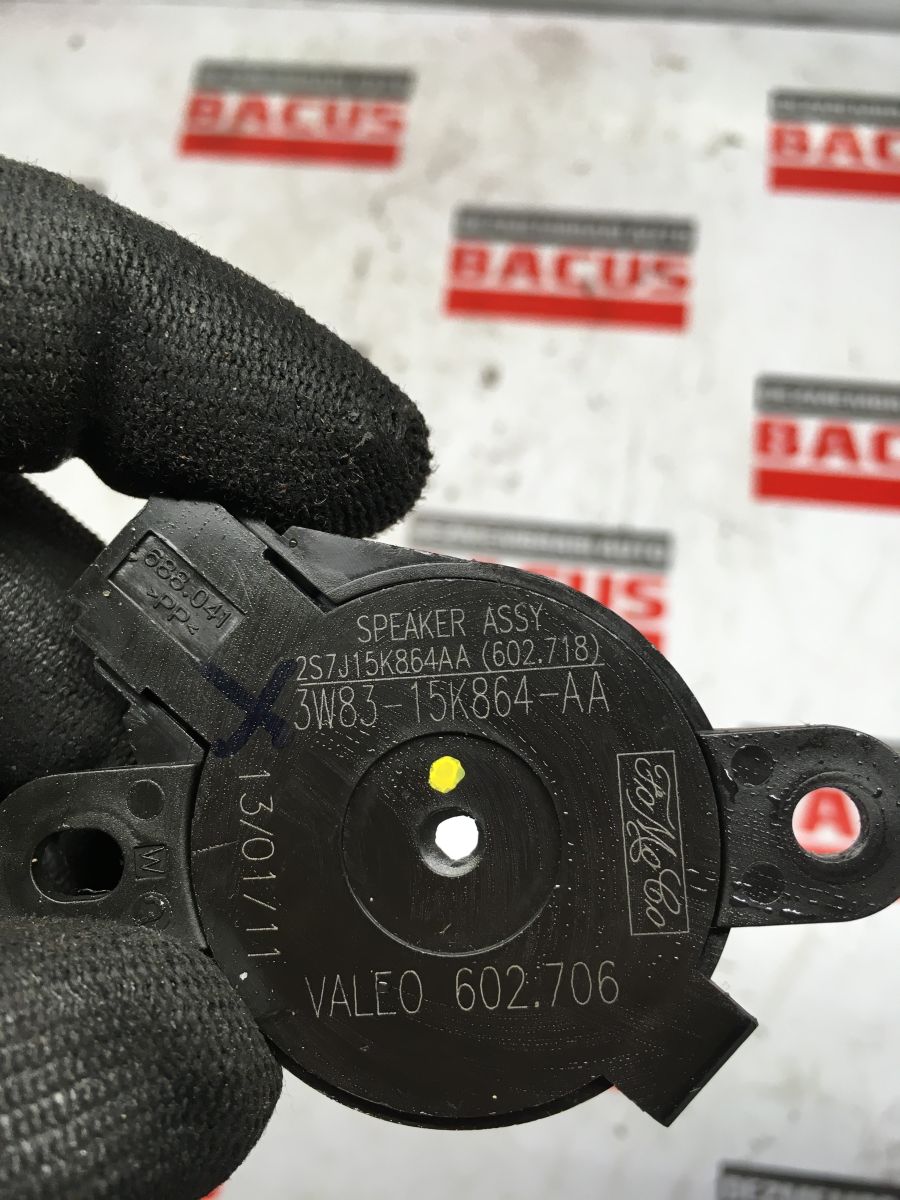 BACUS
BACUS
BACUS
BACUS
688.041
>PP<
SPEAKER ASSY
2S7J15K864AA (602.718)
3W83-15K864-AA
X
13/01/11
FoMoCo
A
VALEO 602.706